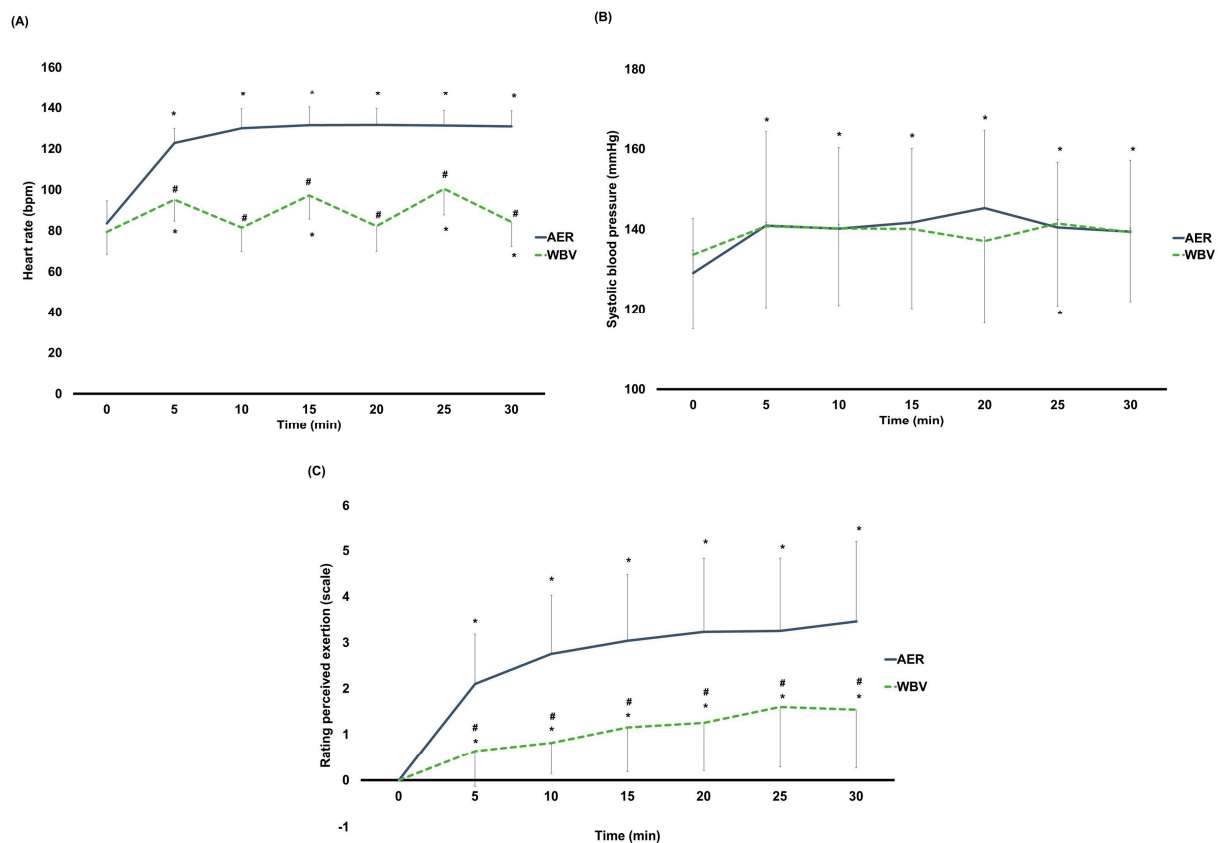 (A)
Heart rate (bpm)
160
140
120
100
80
60
40
20
0
* * * * * * *
# # # # # # #
* * * *
0 5 10 15 20 25 30
Time (min)
AER
WBV
(B)
Systolic blood pressure (mmHg)
180
160
140
120
100
* * * * * *
*
0 5 10 15 20 25 30
Time (min)
AER
WBV
(C)
Rating perceived exertion (scale)
6
5
4
3
2
1
0
-1
* * * * * *
# # # # # #
* * * * * *
0 5 10 15 20 25 30
Time (min)
AER
WBV